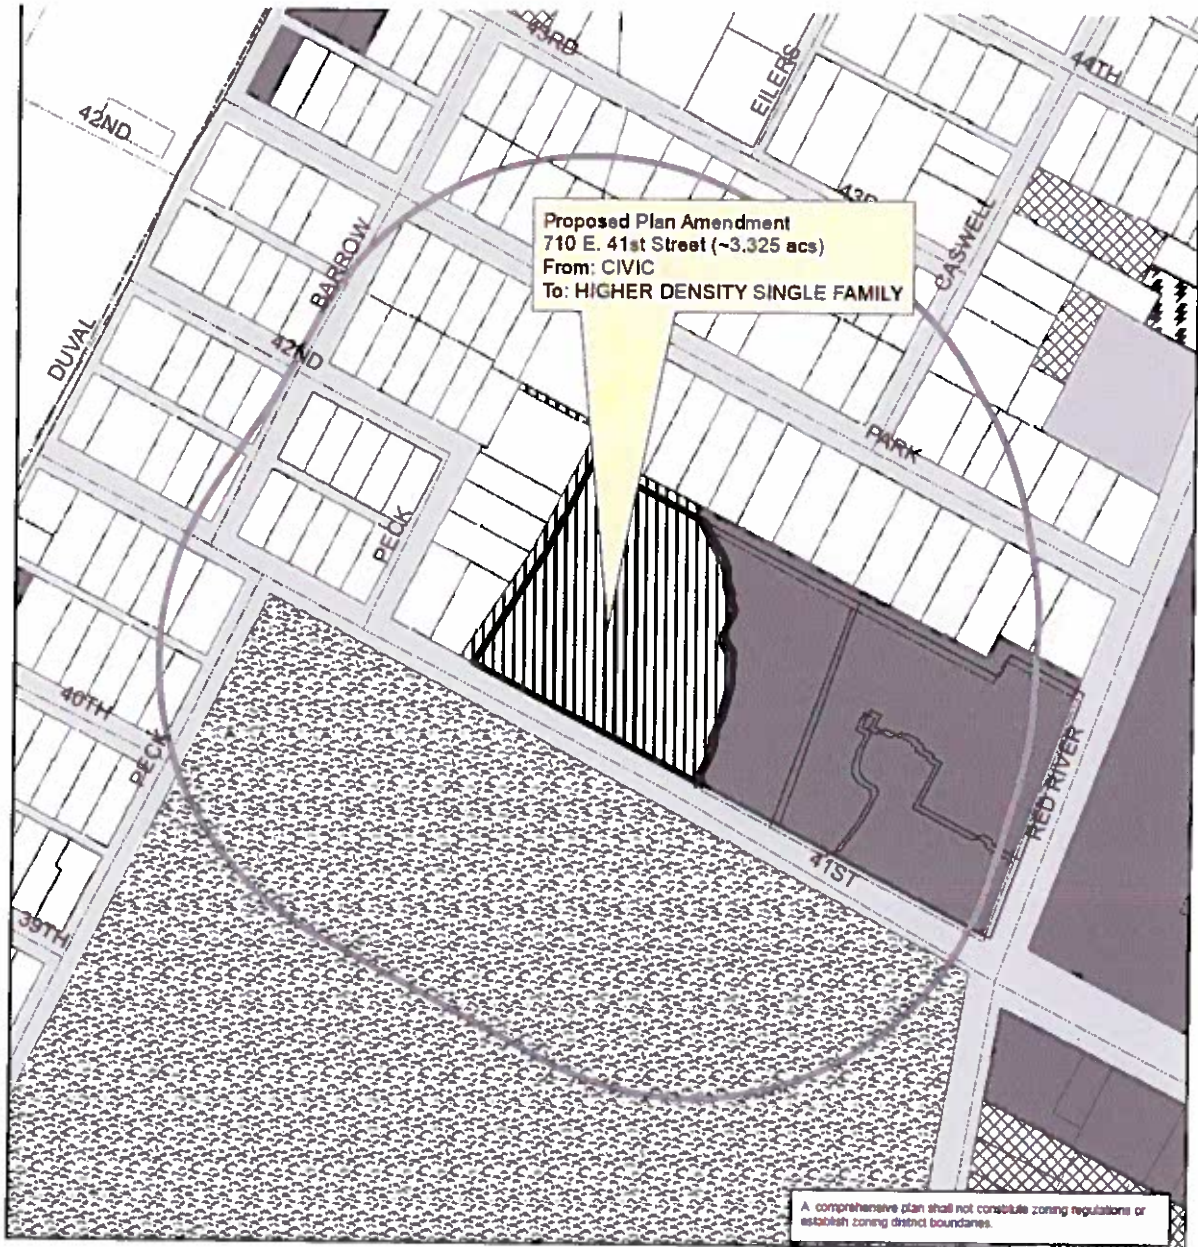 43RD
44TH
EILERS
42ND
Proposed Plan Amendment
710 E. 41st Street (~3.325 acs)
From: CIVIC
To: HIGHER DENSITY SINGLE FAMILY
CASWELL
BARROW
DUVAL
42ND
PARK
PECK
40TH
PECK
RED RIVER
41ST
39TH
A comprehensive plan shall not constitute zoning regulations or
establish zoning district boundaries.